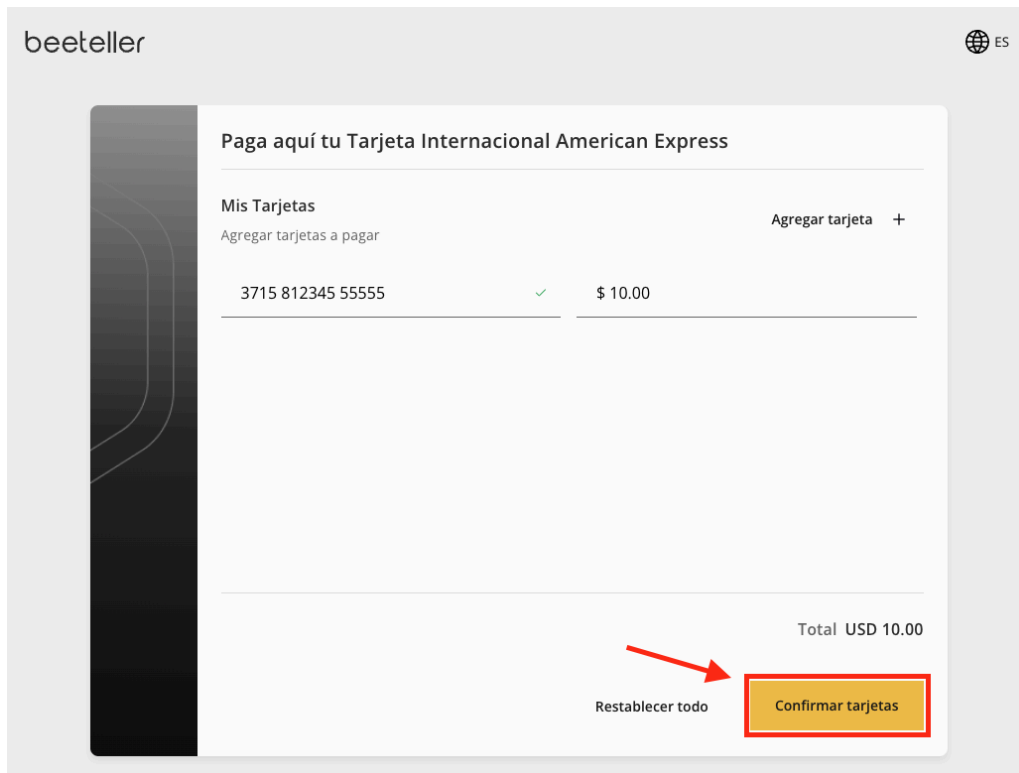 beeteller
ES
Paga aquí tu Tarjeta Internacional American Express
Mis Tarjetas
Agregar tarjetas a pagar
Agregar tarjeta +
3715 812345 55555
$ 10.00
Total USD 10.00
Restablecer todo
Confirmar tarjetas